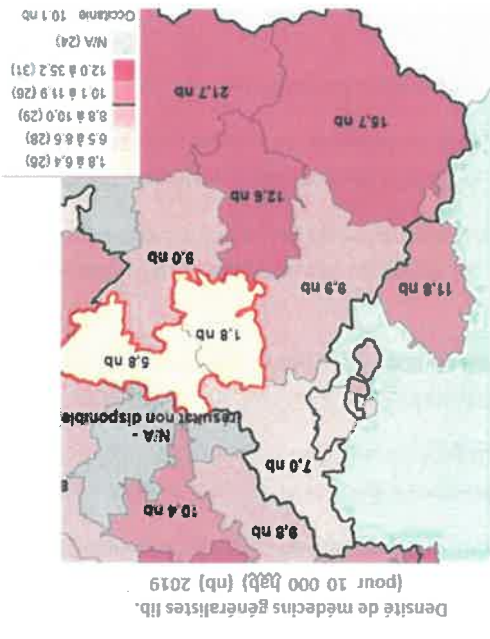 Densité de médecins généralistes lib.
(pour 10 000 hab) (nb) 2019
9,8 nb
10,4 nb
7,0 nb
N/A -
(résultat non disponible)
5,8 nb
1,8 nb
11,8 nb
9,9 nb
9,0 nb
12,6 nb
15,7 nb
21,7 nb
1.8 à 6.4 (26)
6.5 à 8.6 (28)
8.8 à 10.0 (29)
10.1 à 11.9 (26)
12.0 à 35.2 (31)
N/A (24)
Occitanie 10.1 nb